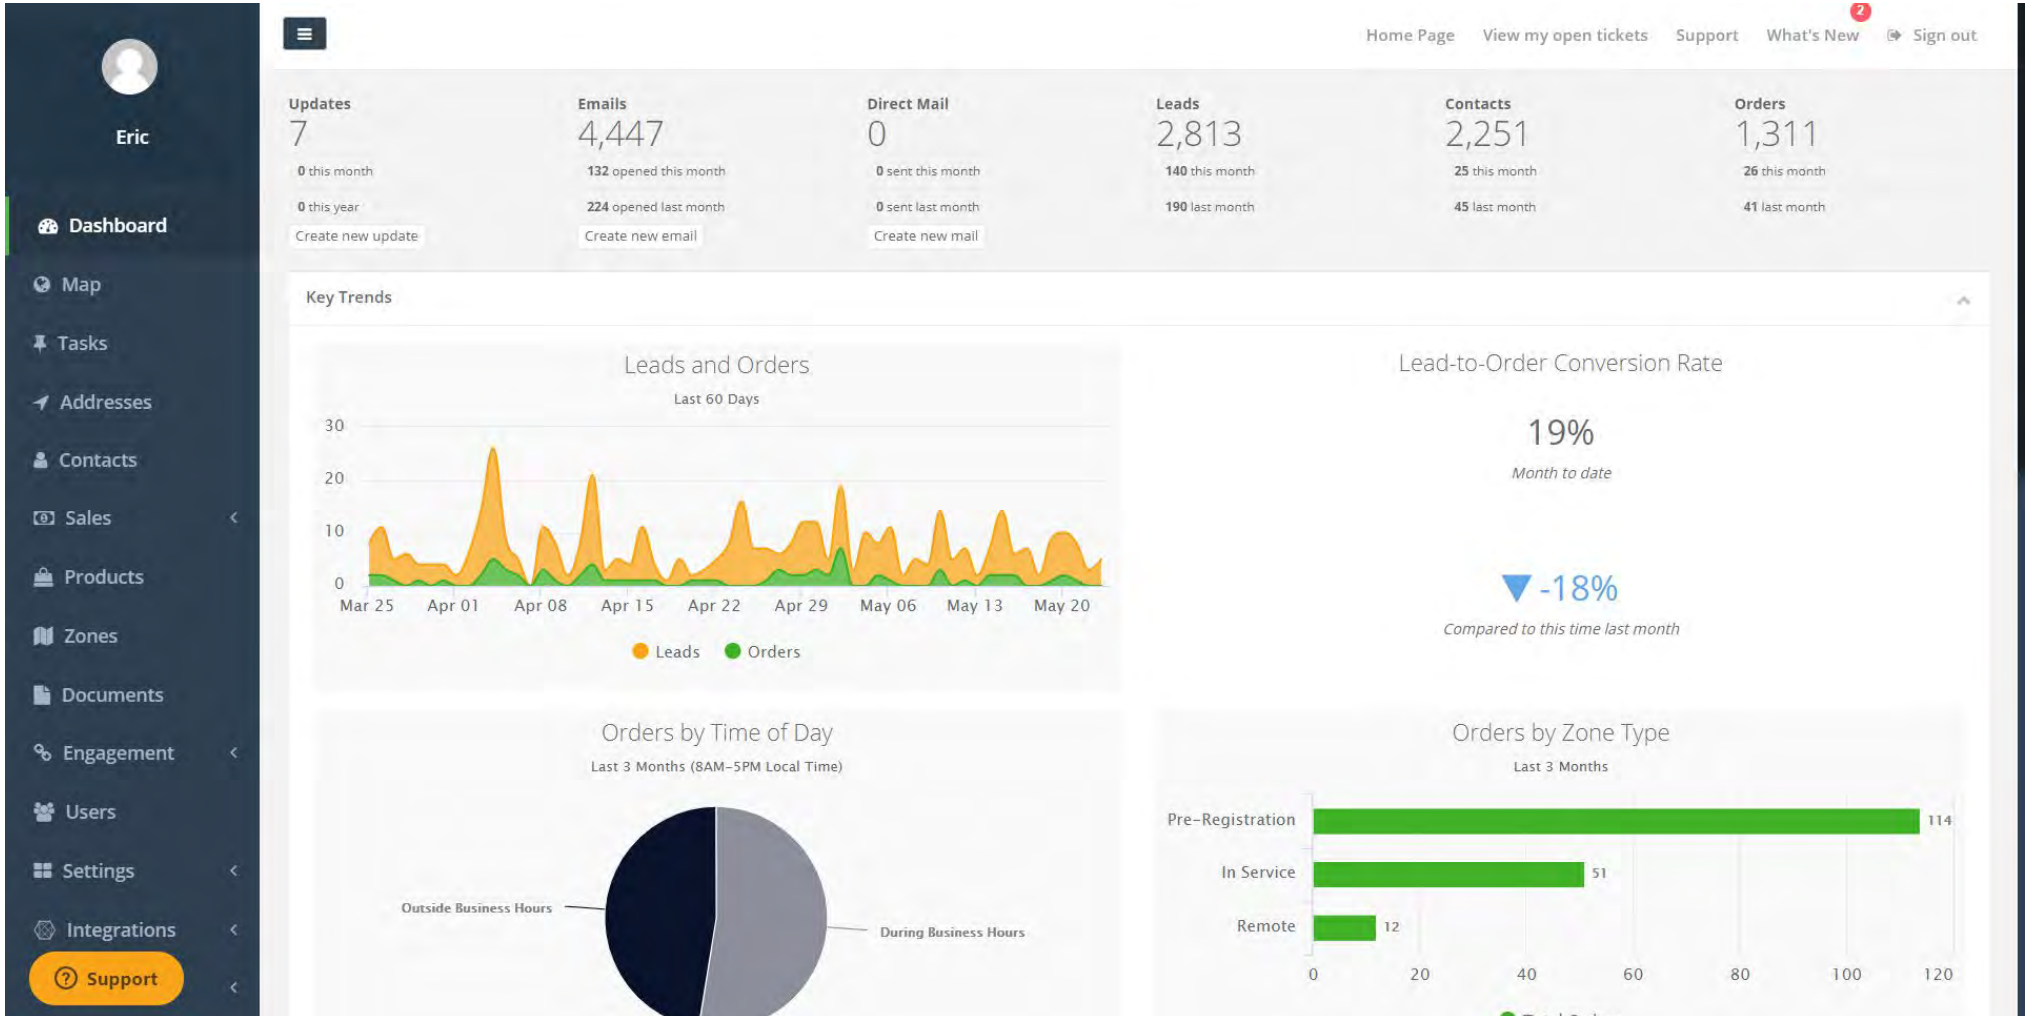 Eric
Dashboard
Map
Tasks
Addresses
Contacts
Sales
Products
Zones
Documents
Engagement
Users
Settings
Integrations
Support
Home Page View my open tickets Support What's New 2 Sign out
Updates
7
0 this month
0 this year
Create new update
Emails
4,447
132 opened this month
224 opened last month
Create new email
Direct Mail
0
0 sent this month
0 sent last month
Create new mail
Leads
2,813
140 this month
190 last month
Contacts
2,251
25 this month
45 last month
Orders
1,311
26 this month
41 last month
Key Trends
Leads and Orders
Last 60 Days
30
20
10
0
Mar 25 Apr 01 Apr 08 Apr 15 Apr 22 Apr 29 May 06 May 13 May 20
Leads Orders
Lead-to-Order Conversion Rate
19%
Month to date
-18%
Compared to this time last month
Orders by Time of Day
Last 3 Months (8AM–5PM Local Time)
Outside Business Hours
During Business Hours
Orders by Zone Type
Last 3 Months
Pre-Registration 114
In Service 51
Remote 12
0 20 40 60 80 100 120